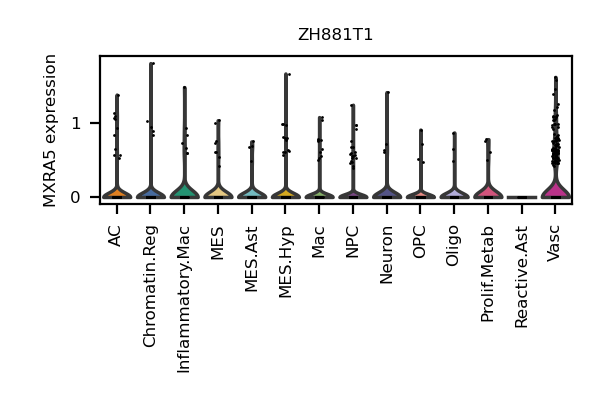 ZH881T1
MXRA5 expression
1
0
AC
Chromatin.Reg
Inflammatory.Mac
MES
MES.Ast
MES.Hyp
Mac
NPC
Neuron
OPC
Oligo
Prolif.Metab
Reactive.Ast
Vasc